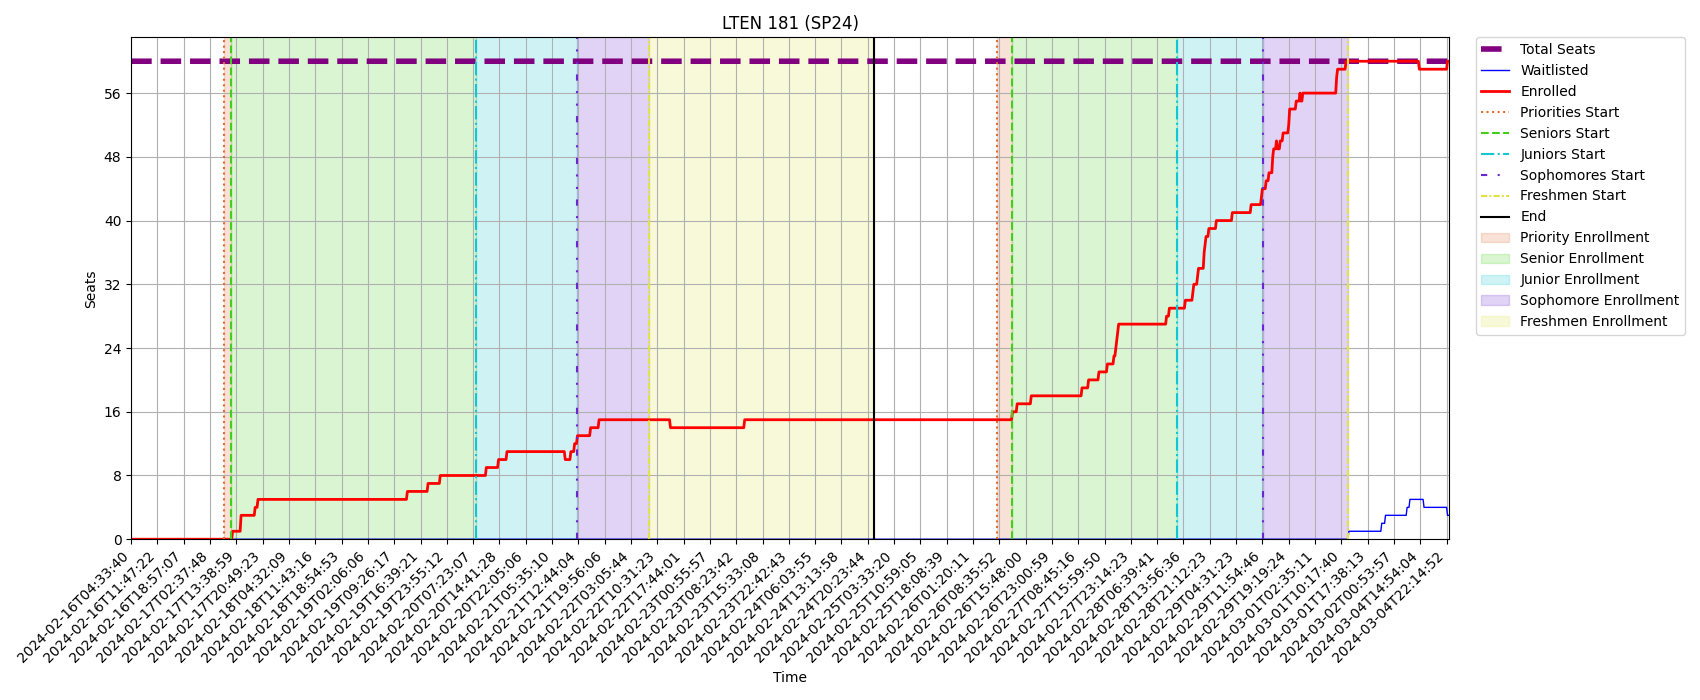 LTEN 181 (SP24)
Seats
56
48
40
32
24
16
8
0
2024-02-16T04:33:40
2024-02-16T11:47:22
2024-02-16T18:57:07
2024-02-17T02:37:48
2024-02-17T13:38:59
2024-02-17T20:49:23
2024-02-18T04:32:09
2024-02-18T11:43:16
2024-02-18T18:54:53
2024-02-19T02:06:06
2024-02-19T09:26:17
2024-02-19T16:39:21
2024-02-19T23:55:12
2024-02-20T07:23:07
2024-02-20T14:41:28
2024-02-20T22:05:06
2024-02-21T05:35:10
2024-02-21T12:44:04
2024-02-21T19:56:06
2024-02-22T03:05:44
2024-02-22T10:31:23
2024-02-22T17:44:01
2024-02-23T00:55:57
2024-02-23T08:23:42
2024-02-23T15:33:08
2024-02-23T22:42:43
2024-02-24T06:03:55
2024-02-24T13:13:58
2024-02-24T20:23:44
2024-02-25T03:33:20
2024-02-25T10:59:05
2024-02-25T18:08:39
2024-02-26T01:20:11
2024-02-26T08:35:52
2024-02-26T15:48:00
2024-02-26T23:00:59
2024-02-27T08:45:16
2024-02-27T15:59:50
2024-02-27T23:14:23
2024-02-28T06:39:41
2024-02-28T13:56:36
2024-02-28T21:12:23
2024-02-29T04:31:23
2024-02-29T11:54:46
2024-02-29T19:19:24
2024-03-01T02:35:11
2024-03-01T10:17:40
2024-03-01T17:38:13
2024-03-02T00:53:57
2024-03-04T14:54:04
2024-03-04T22:14:52
Time
Total Seats
Waitlisted
Enrolled
Priorities Start
Seniors Start
Juniors Start
Sophomores Start
Freshmen Start
End
Priority Enrollment
Senior Enrollment
Junior Enrollment
Sophomore Enrollment
Freshmen Enrollment